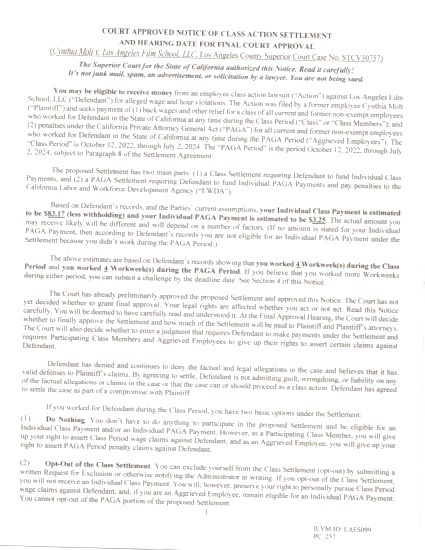 COURT APPROVED NOTICE OF CLASS ACTION SETTLEMENT
AND HEARING DATE FOR FINAL COURT APPROVAL
(Cynthia Molt v. Los Angeles Film School, LLC, Los Angeles County Superior Court Case No. STCV30757)
The Superior Court for the State of California authorized this Notice. Read it carefully!
It's not junk mail, spam, an advertisement, or solicitation by a lawyer. You are not being sued.
You may be eligible to receive money from an employee class action lawsuit ("Action") against Los Angeles Film
School, LLC ("Defendant") for alleged wage and hour violations. The Action was filed by a former employee Cynthia Molt
("Plaintiff") and seeks payment of (1) back wages and other relief for a class of all current and former non-exempt employees
who worked for Defendant in the State of California at any time during the Class Period ("Class" or "Class Members"); and
(2) penalties under the California Private Attorney General Act ("PAGA") for all current and former non-exempt employees
who worked for Defendant in the State of California at any time during the PAGA Period ("Aggrieved Employees"). The
"Class Period" is October 12, 2022, through July 2, 2024. The "PAGA Period" is the period October 12, 2022, through July
2, 2024, subject to Paragraph 8 of the Settlement Agreement.
The proposed Settlement has two main parts: (1) a Class Settlement requiring Defendant to fund Individual Class
Payments, and (2) a PAGA Settlement requiring Defendant to fund Individual PAGA Payments and pay penalties to the
California Labor and Workforce Development Agency ("LWDA").
Based on Defendant's records, and the Parties' current assumptions, your Individual Class Payment is estimated
to be $83.17 (less withholding) and your Individual PAGA Payment is estimated to be $3.25. The actual amount you
may receive likely will be different and will depend on a number of factors. (If no amount is stated for your Individual
PAGA Payment, then according to Defendant's records you are not eligible for an Individual PAGA Payment under the
Settlement because you didn't work during the PAGA Period.)
The above estimates are based on Defendant's records showing that you worked 4 Workweek(s) during the Class
Period and you worked 4 Workweek(s) during the PAGA Period. If you believe that you worked more Workweeks
during either period, you can submit a challenge by the deadline date. See Section 4 of this Notice.
The Court has already preliminarily approved the proposed Settlement and approved this Notice. The Court has not
yet decided whether to grant final approval. Your legal rights are affected whether you act or not act. Read this Notice
carefully. You will be deemed to have carefully read and understood it. At the Final Approval Hearing, the Court will decide
whether to finally approve the Settlement and how much of the Settlement will be paid to Plaintiff and Plaintiff's attorneys.
The Court will also decide whether to enter a judgment that requires Defendant to make payments under the Settlement and
requires Participating Class Members and Aggrieved Employees to give up their rights to assert certain claims against
Defendant.
Defendant has denied and continues to deny the factual and legal allegations in the case and believes that it has
valid defenses to Plaintiff's claims. By agreeing to settle, Defendant is not admitting guilt, wrongdoing, or liability on any
of the factual allegations or claims in the case or that the case can or should proceed as a class action. Defendant has agreed
to settle the case as part of a compromise with Plaintiff.
If you worked for Defendant during the Class Period, you have two basic options under the Settlement:
(1) Do Nothing. You don't have to do anything to participate in the proposed Settlement and be eligible for an
Individual Class Payment and/or an Individual PAGA Payment. However, as a Participating Class Member, you will give
up your right to assert Class Period wage claims against Defendant, and as an Aggrieved Employee, you will give up your
right to assert PAGA Period penalty claims against Defendant.
(2) Opt-Out of the Class Settlement. You can exclude yourself from the Class Settlement (opt-out) by submitting a
written Request for Exclusion or otherwise notifying the Administrator in writing. If you opt-out of the Class Settlement,
you will not receive an Individual Class Payment. You will, however, preserve your right to personally pursue Class Period
wage claims against Defendant, and, if you are an Aggrieved Employee, remain eligible for an Individual PAGA Payment.
You cannot opt-out of the PAGA portion of the proposed Settlement.
1
ILYM ID: LAFS099
PC 257